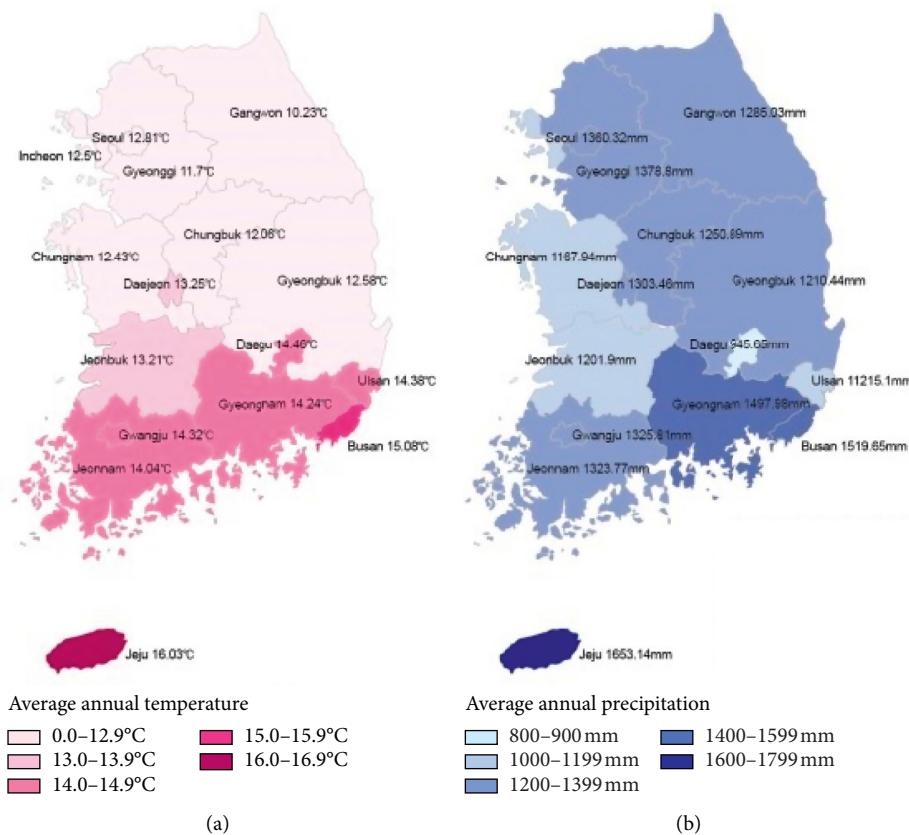 Gangwon 10.23℃
Seoul 12.81℃
Incheon 12.5℃
Gyeonggi 11.7℃
Chungbuk 12.06℃
Chungnam 12.43℃
Daejeon 13.25℃
Gyeongbuk 12.58℃
Daegu 14.46℃
Jeonbuk 13.21℃
Ulsan 14.38℃
Gyeongnam 14.24℃
Gwangju 14.32℃
Busan 15.08℃
Jeonnam 14.04℃
Jeju 16.03℃
Average annual temperature
0.0–12.9°C
13.0–13.9°C
14.0–14.9°C
15.0–15.9°C
16.0–16.9°C
(a)
Gangwon 1285.03mm
Seoul 1360.32mm
Gyeonggi 1378.8mm
Chungbuk 1250.89mm
Chungnam 1167.94mm
Daejeon 1303.46mm
Gyeongbuk 1210.44mm
Daegu 945.65mm
Jeonbuk 1201.9mm
Ulsan 11215.1mm
Gyeongnam 1497.98mm
Gwangju 1325.81mm
Busan 1519.65mm
Jeonnam 1323.77mm
Jeju 1653.14mm
Average annual precipitation
800–900 mm
1000–1199 mm
1200–1399 mm
1400–1599 mm
1600–1799 mm
(b)